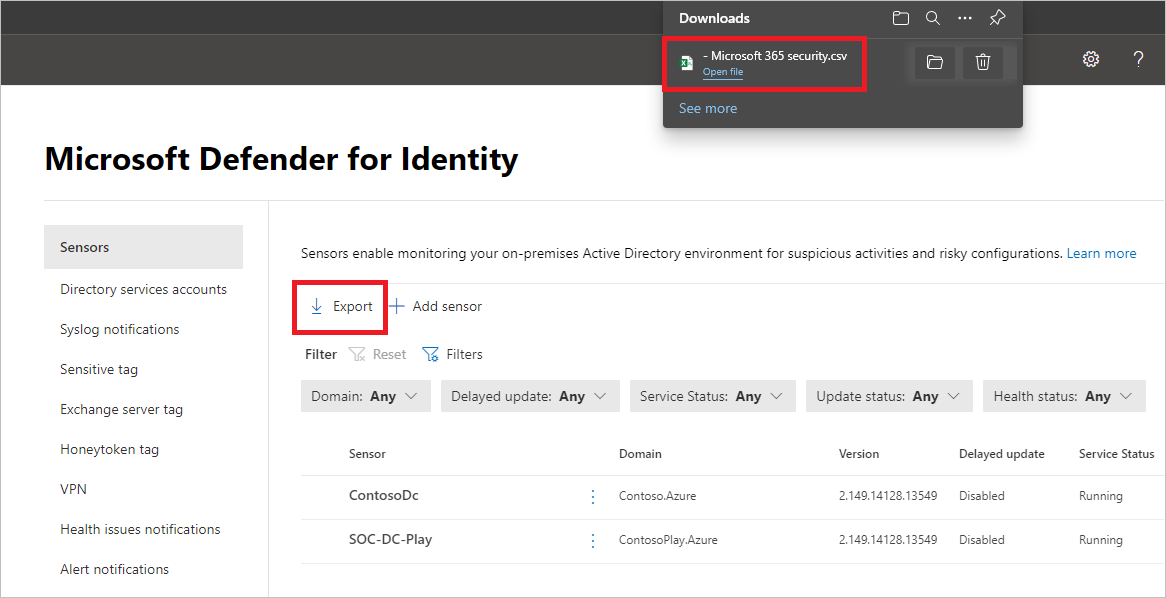 Downloads
- Microsoft 365 security.csv
Open file
See more
?
Microsoft Defender for Identity
Sensors
Directory services accounts
Syslog notifications
Sensitive tag
Exchange server tag
Honeytoken tag
VPN
Health issues notifications
Alert notifications
Sensors enable monitoring your on-premises Active Directory environment for suspicious activities and risky configurations. Learn more
Export Add sensor
Filter Reset Filters
Domain: Any Delayed update: Any Service Status: Any Update status: Any Health status: Any
Sensor Domain Version Delayed update Service Status
ContosoDc Contoso.Azure 2.149.14128.13549 Disabled Running
SOC-DC-Play ContosoPlay.Azure 2.149.14128.13549 Disabled Running